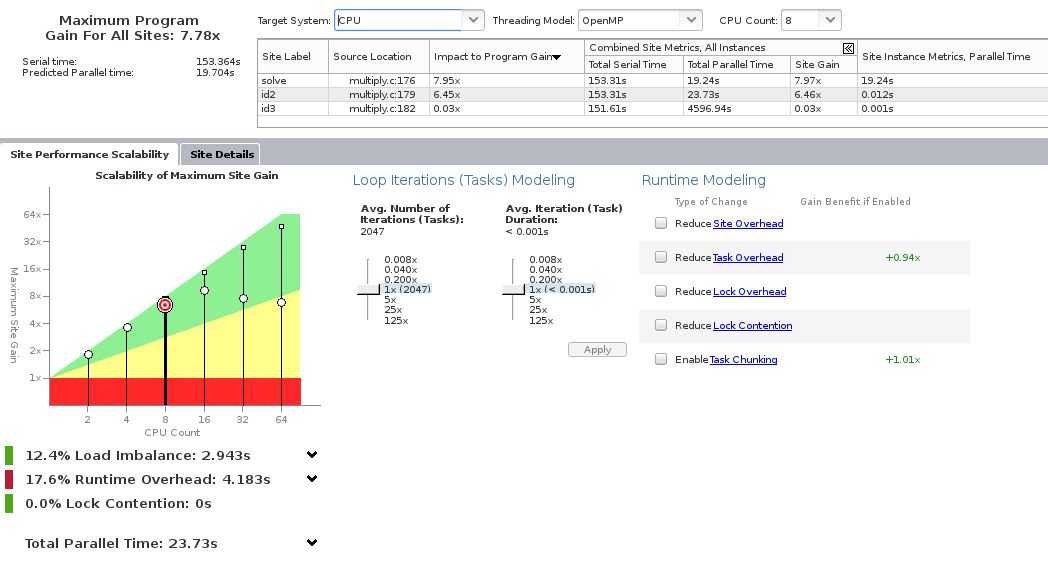 Maximum Program
Gain For All Sites: 7.78x
Serial time: 153.364s
Predicted Parallel time: 19.704s
Target System: CPU Threading Model: OpenMP CPU Count: 8
Site Label Source Location Impact to Program Gain Combined Site Metrics, All Instances Site Instance Metrics, Parallel Time
Total Serial Time Total Parallel Time Site Gain
solve multiply.c:176 7.95x 153.31s 19.24s 7.97x 19.24s
id2 multiply.c:179 6.45x 153.31s 23.73s 6.46x 0.012s
id3 multiply.c:182 0.03x 151.61s 4596.94s 0.03x 0.001s
Site Performance Scalability Site Details
Scalability of Maximum Site Gain
Maximum Site Gain
64x
32x
16x
8x
4x
2x
1x
2 4 8 16 32 64
CPU Count
Loop Iterations (Tasks) Modeling
Avg. Number of
Iterations (Tasks):
2047
0.008x
0.040x
0.200x
1x (2047)
5x
25x
125x
Avg. Iteration (Task)
Duration:
< 0.001s
0.008x
0.040x
0.200x
1x (< 0.001s)
5x
25x
125x
Apply
Runtime Modeling
Type of Change Gain Benefit if Enabled
Reduce Site Overhead
Reduce Task Overhead +0.94x
Reduce Lock Overhead
Reduce Lock Contention
Enable Task Chunking +1.01x
12.4% Load Imbalance: 2.943s
17.6% Runtime Overhead: 4.183s
0.0% Lock Contention: 0s
Total Parallel Time: 23.73s